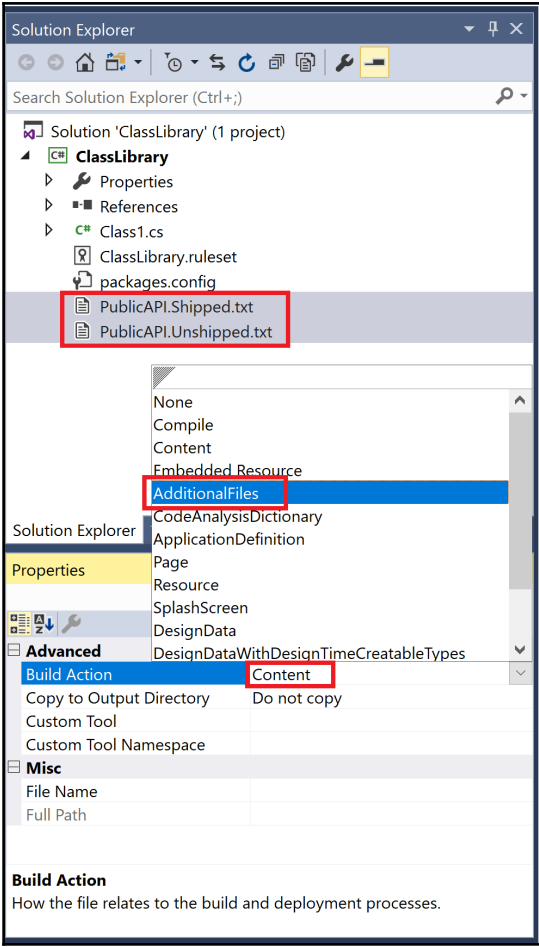 Solution Explorer
Search Solution Explorer (Ctrl+;)
Solution 'ClassLibrary' (1 project)
C# ClassLibrary
Properties
References
C# Class1.cs
ClassLibrary.ruleset
packages.config
PublicAPI.Shipped.txt
PublicAPI.Unshipped.txt
None
Compile
Content
Embedded Resource
AdditionalFiles
CodeAnalysisDictionary
Solution Explorer
ApplicationDefinition
Page
Properties
Resource
SplashScreen
DesignData
DesignDataWithDesignTimeCreatableTypes
Advanced
Build Action Content
Copy to Output Directory Do not copy
Custom Tool
Custom Tool Namespace
Misc
File Name
Full Path
Build Action
How the file relates to the build and deployment processes.